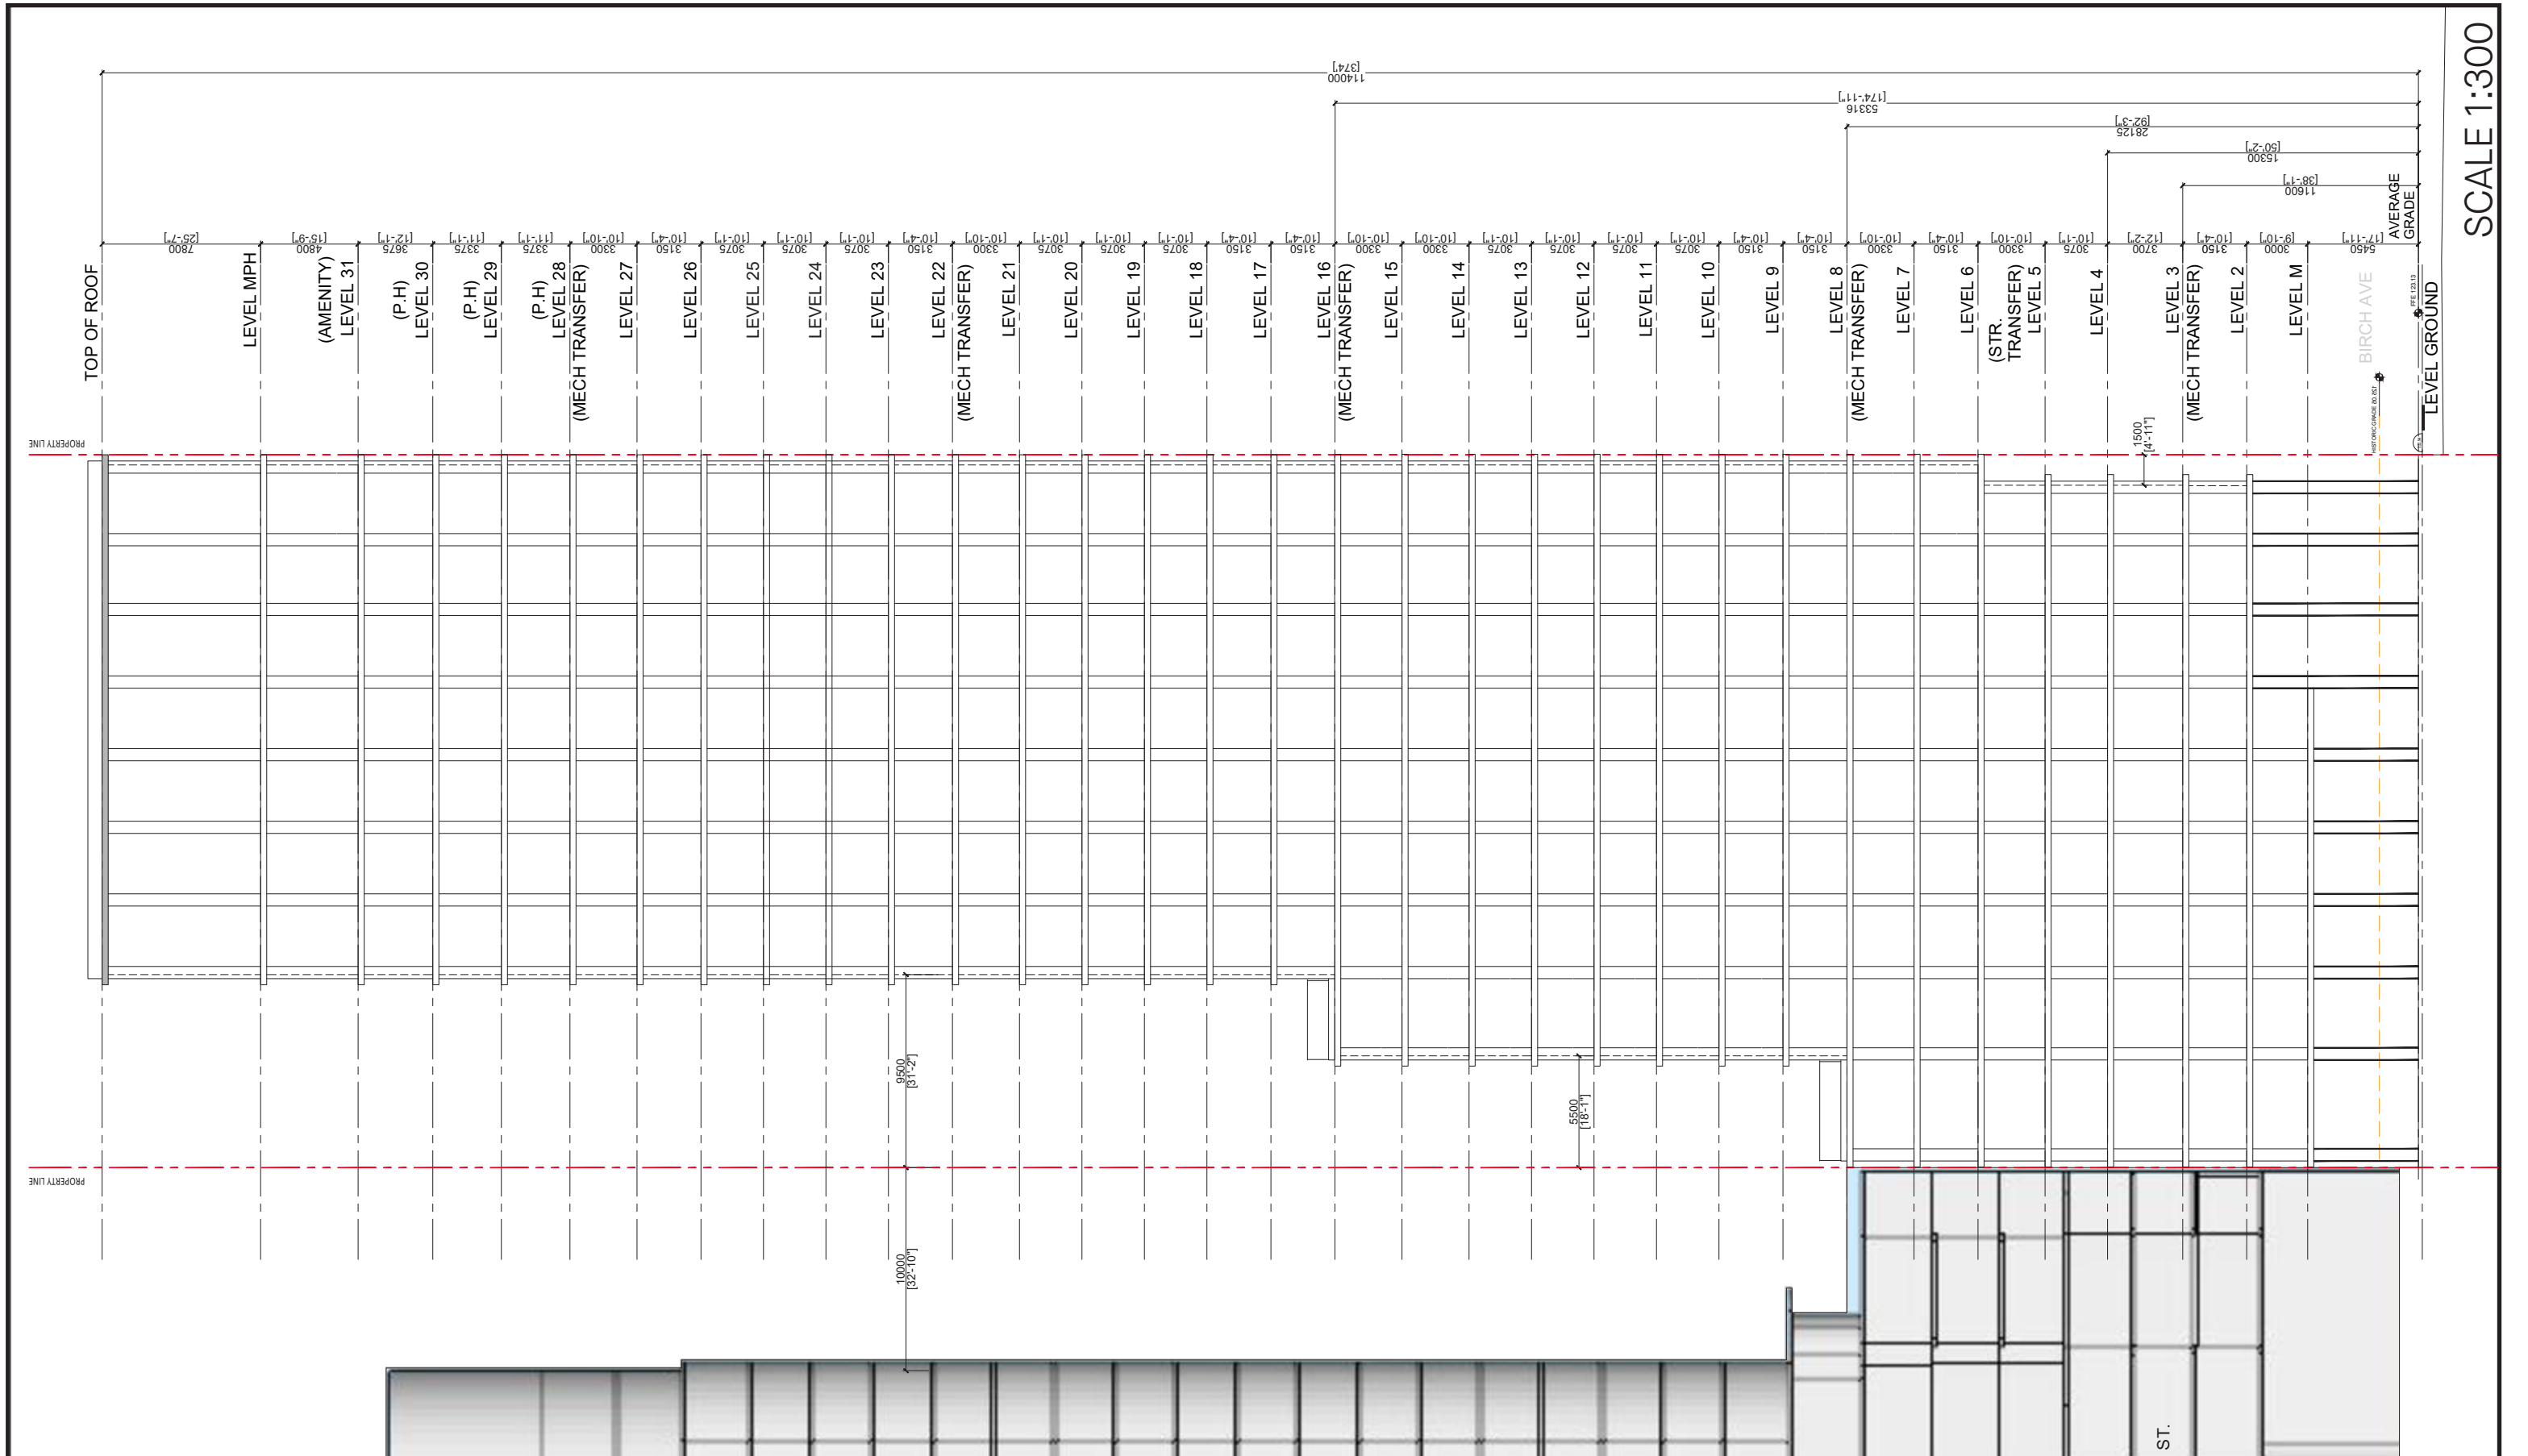 SCALE 1:300
[374']
114000
[174'-11"]
53316
[92'-3"]
28125
[50'-2"]
15300
[38'-1"]
11600
[25'-7"]
7800
[15'-9"]
4800
[12'-1"]
3675
[11'-1"]
3375
[11'-1"]
3375
[10'-10"]
3300
[10'-4"]
3150
[10'-1"]
3075
[10'-1"]
3075
[10'-1"]
3075
[10'-4"]
3150
[10'-10"]
3300
[10'-1"]
3075
[10'-1"]
3075
[10'-1"]
3075
[10'-4"]
3150
[10'-4"]
3150
[10'-10"]
3300
[10'-10"]
3300
[10'-1"]
3075
[10'-1"]
3075
[10'-1"]
3075
[10'-1"]
3075
[10'-4"]
3150
[10'-4"]
3150
[10'-10"]
3300
[10'-4"]
3150
[10'-10"]
3300
[10'-1"]
3075
[12'-2"]
3700
[10'-4"]
3150
[9'-10"]
3000
[17'-11"]
5450
TOP OF ROOF
LEVEL MPH
(AMENITY)
LEVEL 31
(P.H)
LEVEL 30
(P.H)
LEVEL 29
(P.H)
LEVEL 28
(MECH TRANSFER)
LEVEL 27
LEVEL 26
LEVEL 25
LEVEL 24
LEVEL 23
LEVEL 22
(MECH TRANSFER)
LEVEL 21
LEVEL 20
LEVEL 19
LEVEL 18
LEVEL 17
LEVEL 16
(MECH TRANSFER)
LEVEL 15
LEVEL 14
LEVEL 13
LEVEL 12
LEVEL 11
LEVEL 10
LEVEL 9
LEVEL 8
(MECH TRANSFER)
LEVEL 7
LEVEL 6
(STR.
TRANSFER)
LEVEL 5
LEVEL 4
LEVEL 3
(MECH TRANSFER)
LEVEL 2
LEVEL M
BIRCH AVE
AVERAGE
GRADE
FFE 123.13
LEVEL GROUND
PROPERTY LINE
1500
[4'-11"]
9500
[31'-2"]
5500
[18'-1"]
PROPERTY LINE
10000
[32'-10"]
ST.